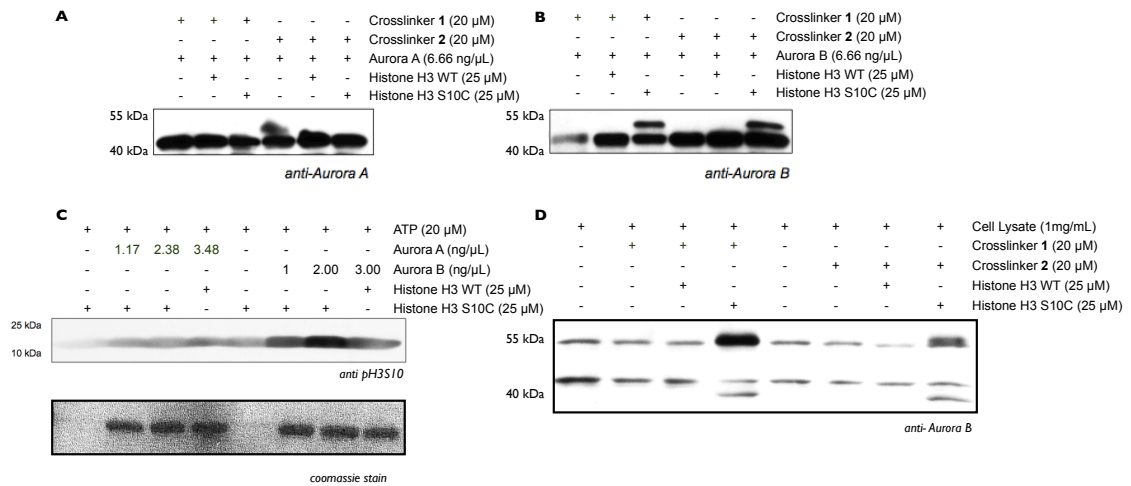 A
+ + + - - - Crosslinker 1 (20 µM)
- - - + + + Crosslinker 2 (20 µM)
+ + + + + + Aurora A (6.66 ng/µL)
- + - - + - Histone H3 WT (25 µM)
- - + - - + Histone H3 S10C (25 µM)
55 kDa
40 kDa
anti-Aurora A
B
+ + + - - - Crosslinker 1 (20 µM)
- - - + + + Crosslinker 2 (20 µM)
+ + + + + + Aurora B (6.66 ng/µL)
- + - - + - Histone H3 WT (25 µM)
- - + - - + Histone H3 S10C (25 µM)
55 kDa
40 kDa
anti-Aurora B
C
+ + + + + + + + ATP (20 µM)
- 1.17 2.38 3.48 - - - - Aurora A (ng/µL)
- - - - - 1 2.00 3.00 Aurora B (ng/µL)
- - - + - - - + Histone H3 WT (25 µM)
+ + + - + + + - Histone H3 S10C (25 µM)
25 kDa
10 kDa
anti pH3S10
coomassie stain
D
+ + + + + + + + Cell Lysate (1mg/mL)
- + + + - - - - Crosslinker 1 (20 µM)
- - - - - + + + Crosslinker 2 (20 µM)
- - + - - - + - Histone H3 WT (25 µM)
- - - + - - - + Histone H3 S10C (25 µM)
55 kDa
40 kDa
anti- Aurora B